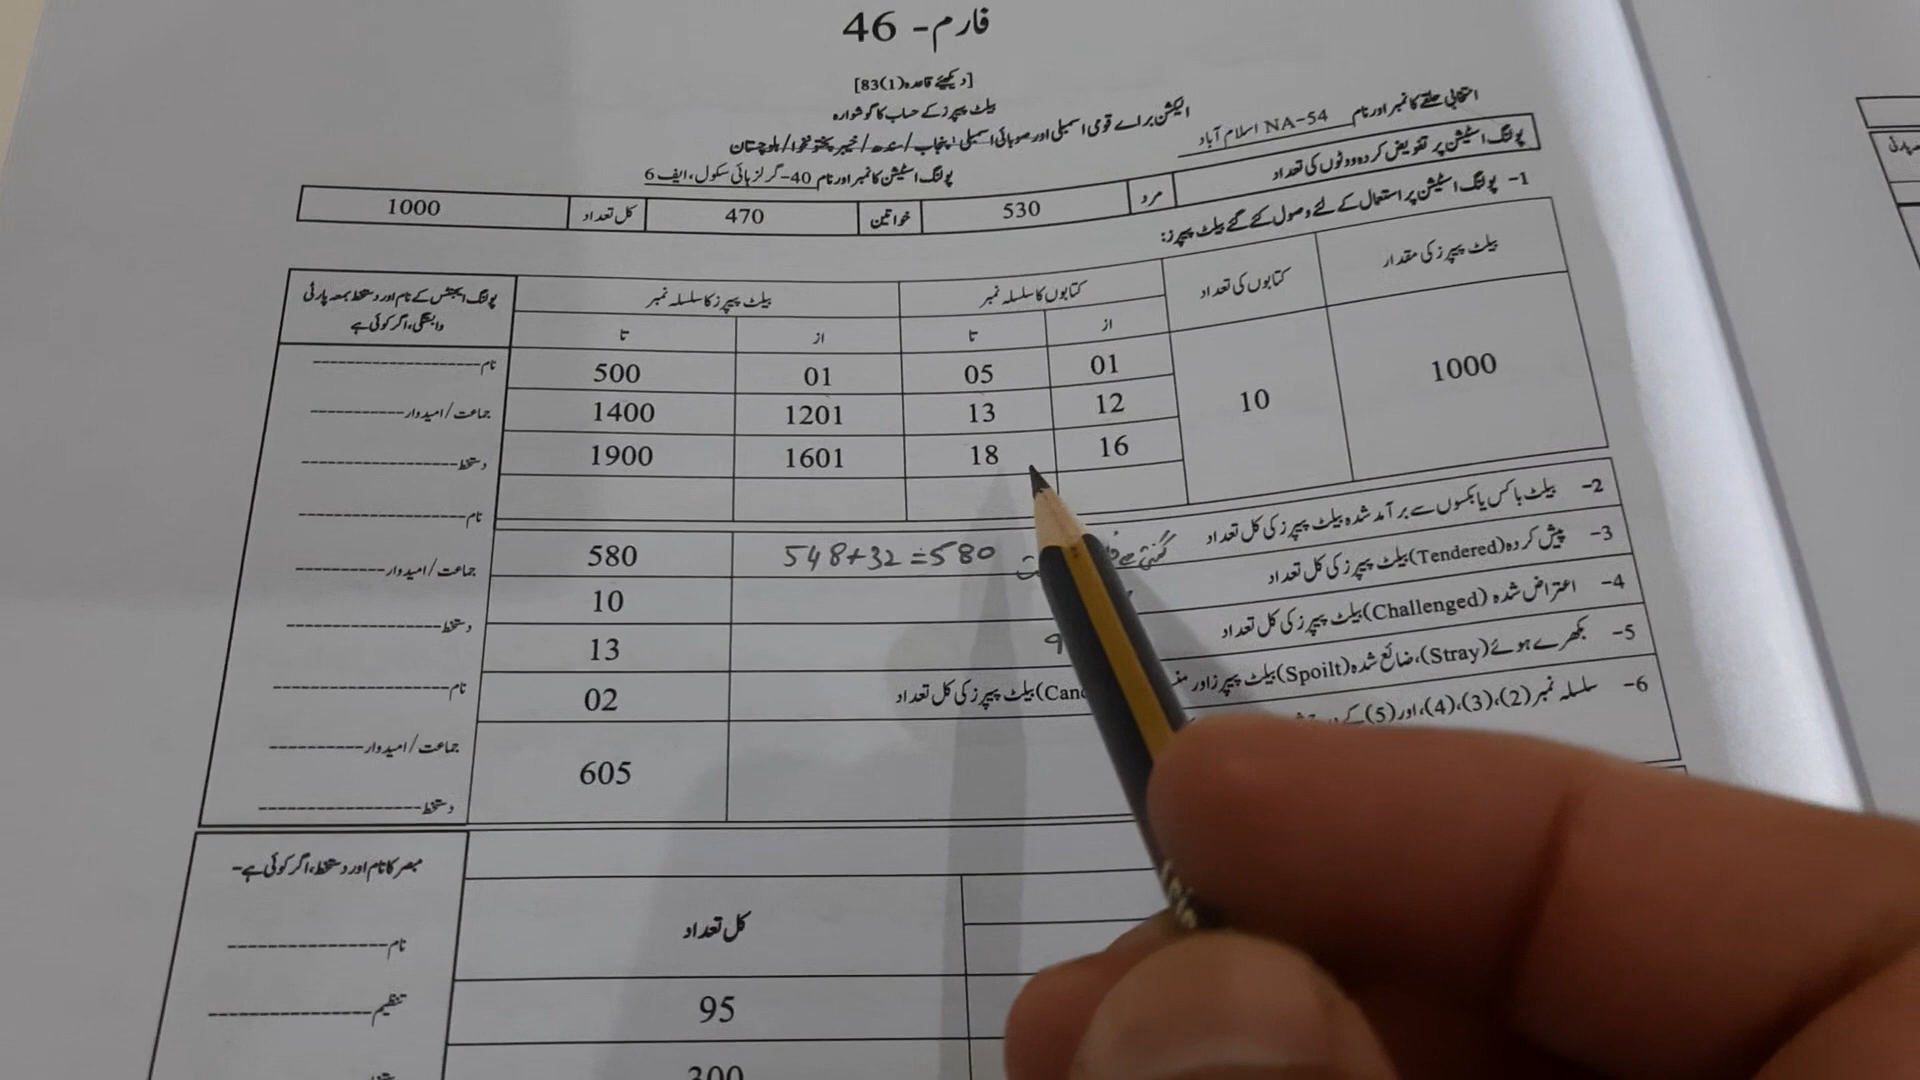 فارم - 46
[دیکھیئے قاعدہ 83(1)]
بیلٹ پیپرز کے حساب کا گوشوارہ
الیکشن براے قومی اسمبلی اور صوبائی اسمبلی پنجاب / سندھ / خیبر پختونخوا / بلوچستان
انتخابی حلقے کا نمبر اور نام NA-54 اسلام آباد
پولنگ اسٹیشن کا نمبر اور نام 40-گرلز ہائی سکول، ایف 6
پولنگ اسٹیشن پر تفویض کردہ ووٹوں کی تعداد مرد 530 خواتین 470 کل تعداد 1000
1- پولنگ اسٹیشن پر استعمال کے لئے وصول کئے گئے بیلٹ پیپرز:
بیلٹ پیپرز کی مقدار کتابوں کی تعداد کتابوں کا سلسلہ نمبر بیلٹ پیپرز کا سلسلہ نمبر
از تا از تا
1000 10 01 05 01 500
12 13 1201 1400
16 18 1601 1900
2- بیلٹ باکس یا بکسوں سے برآمد شدہ بیلٹ پیپرز کی کل تعداد گنتی سے 548+32=580 580
3- پیش کردہ (Tendered) بیلٹ پیپرز کی کل تعداد 10
4- اعتراض شدہ (Challenged) بیلٹ پیپرز کی کل تعداد 13
5- بکھرے ہوئے (Stray)، ضائع شدہ (Spoilt) بیلٹ پیپرز اور بیلٹ پیپرز کی کل تعداد 02
6- سلسلہ نمبر (2)، (3)، (4)، اور (5) کے 605
پولنگ ایجنٹس کے نام اور دستخط بمعہ پارٹی
وابستگی، اگر کوئی ہے
نام
جماعت / امیدوار
دستخط
نام
جماعت / امیدوار
دستخط
نام
جماعت / امیدوار
دستخط
مبصر کا نام اور دستخط، اگر کوئی ہے-
نام
تنظیم
کل تعداد
95
300